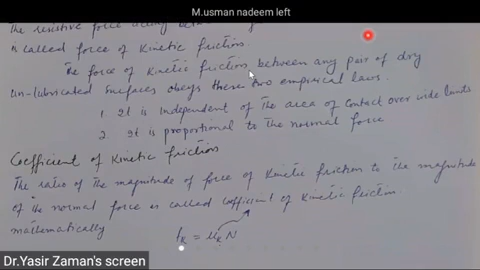 M.usman nadeem left
The resistive force acting
is called force of kinetic friction.
The force of kinetic friction between any pair of dry
un-lubricated surfaces obeys these two empirical laws.
1. It is independent of the area of contact over wide limits
2. It is proportional to the normal force
Coefficient of kinetic friction
The ratio of the magnitude of force of kinetic friction to the magnitude
of the normal force is called coefficient of kinetic friction.
mathematically
fK = μK N
Dr.Yasir Zaman's screen